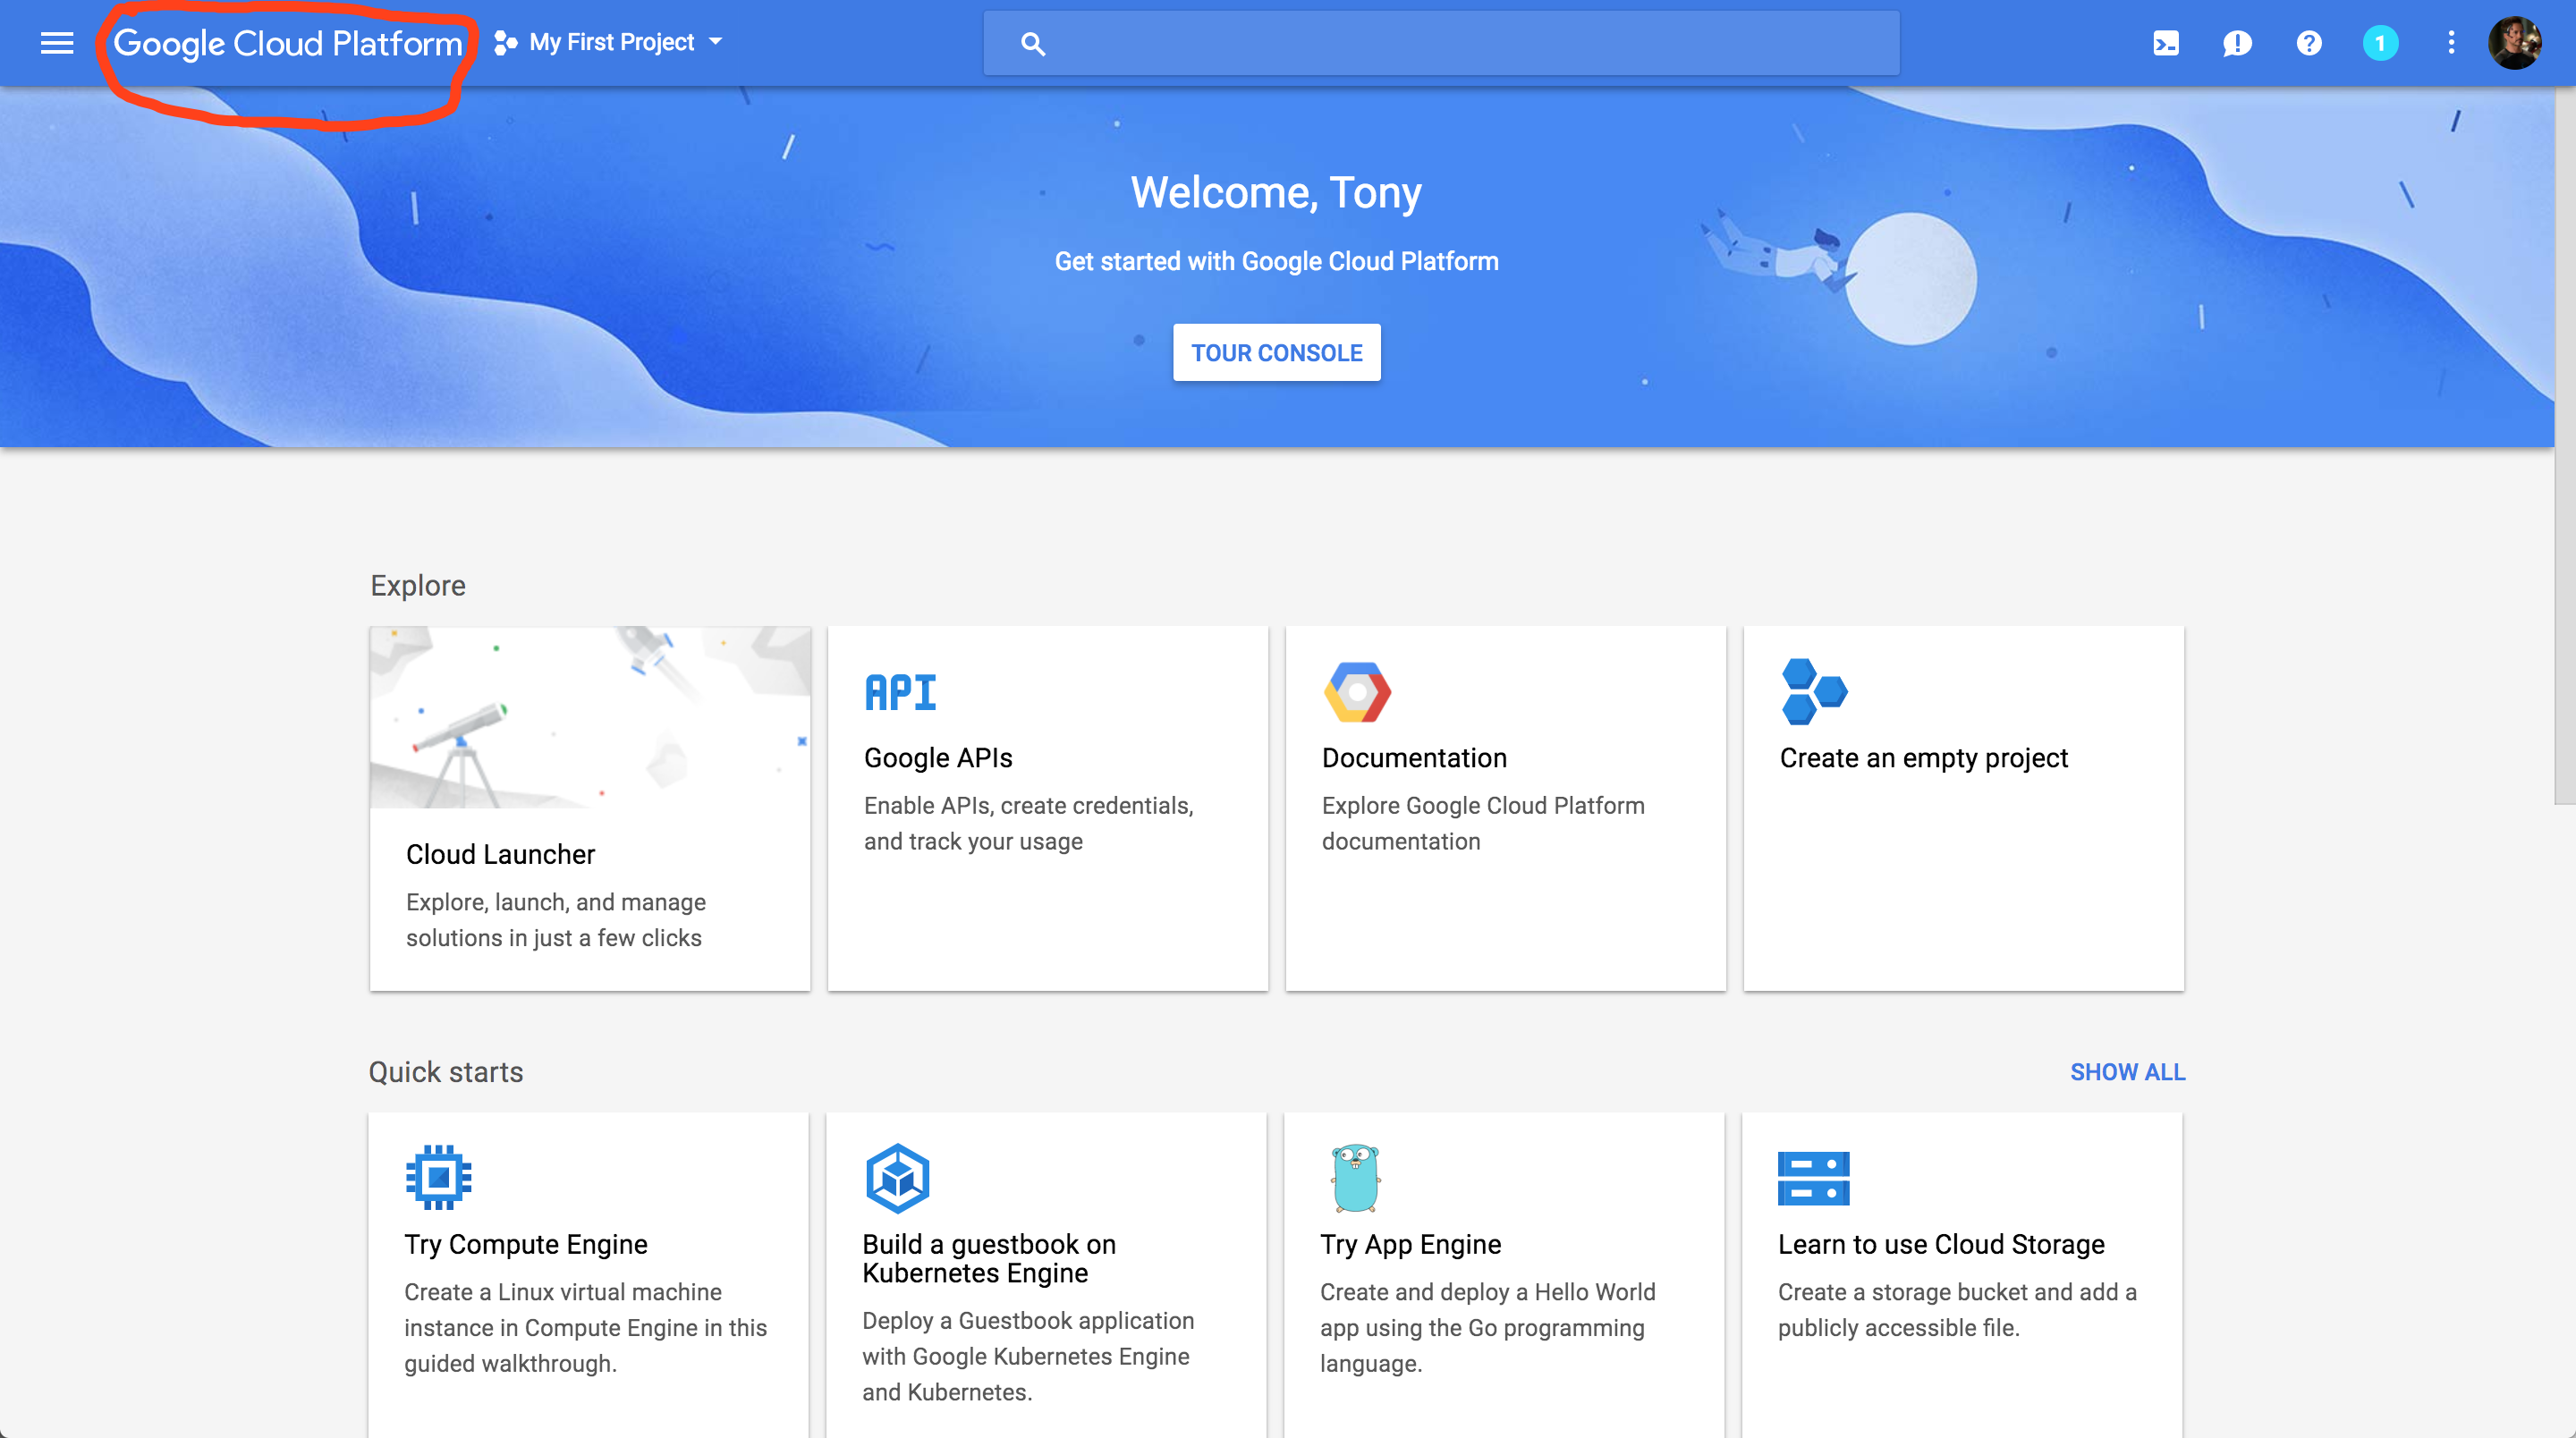 Google Cloud Platform
My First Project
1
Welcome, Tony
Get started with Google Cloud Platform
TOUR CONSOLE
Explore
Cloud Launcher
Explore, launch, and manage
solutions in just a few clicks
API
Google APIs
Enable APIs, create credentials,
and track your usage
Documentation
Explore Google Cloud Platform
documentation
Create an empty project
Quick starts
SHOW ALL
Try Compute Engine
Create a Linux virtual machine
instance in Compute Engine in this
guided walkthrough.
Build a guestbook on
Kubernetes Engine
Deploy a Guestbook application
with Google Kubernetes Engine
and Kubernetes.
Try App Engine
Create and deploy a Hello World
app using the Go programming
language.
Learn to use Cloud Storage
Create a storage bucket and add a
publicly accessible file.